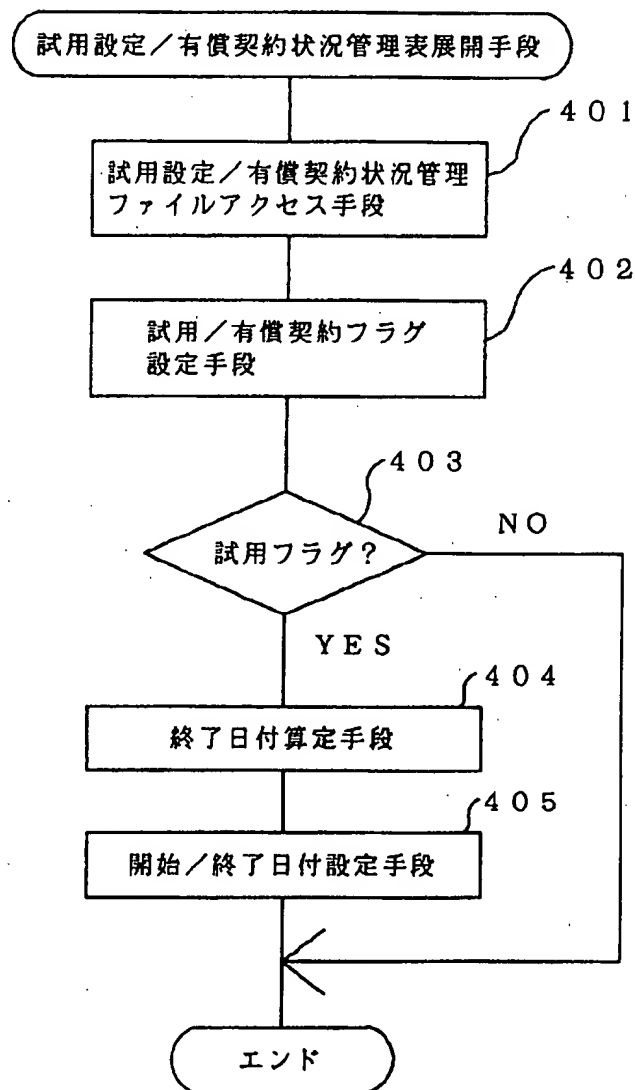 試用設定／有償契約状況管理表展開手段
401
試用設定／有償契約状況管理
ファイルアクセス手段
402
試用／有償契約フラグ
設定手段
403
試用フラグ？
NO
YES
404
終了日付算定手段
405
開始／終了日付設定手段
エンド